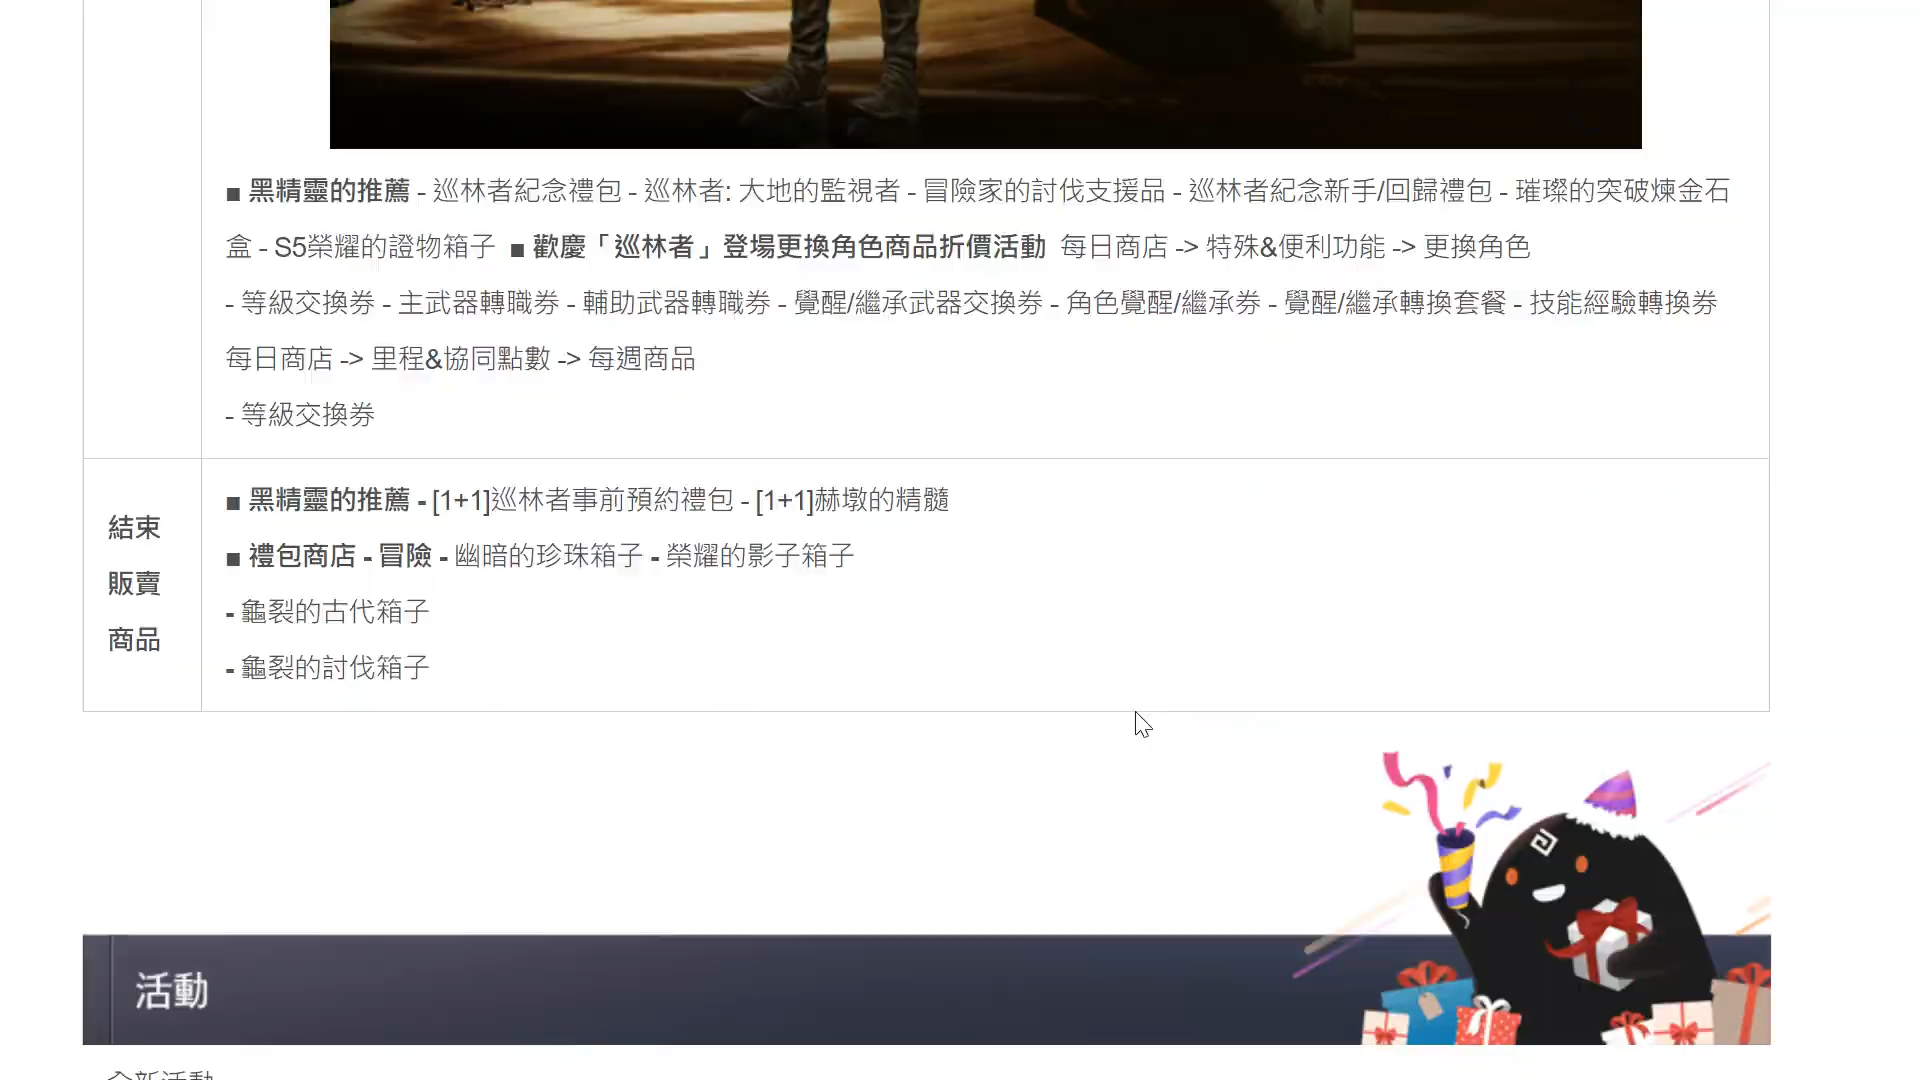 ■ 黑精靈的推薦 - 巡林者紀念禮包 - 巡林者: 大地的監視者 - 冒險家的討伐支援品 - 巡林者紀念新手/回歸禮包 - 璀璨的突破煉金石
盒 - S5榮耀的證物箱子 ■ 歡慶「巡林者」登場更換角色商品折價活動 每日商店 -> 特殊&便利功能 -> 更換角色
- 等級交換券 - 主武器轉職券 - 輔助武器轉職券 - 覺醒/繼承武器交換券 - 角色覺醒/繼承券 - 覺醒/繼承轉換套餐 - 技能經驗轉換券
每日商店 -> 里程&協同點數 -> 每週商品
- 等級交換券
結束
販賣
商品
■ 黑精靈的推薦 - [1+1]巡林者事前預約禮包 - [1+1]赫墩的精髓
■ 禮包商店 - 冒險 - 幽暗的珍珠箱子 - 榮耀的影子箱子
- 龜裂的古代箱子
- 龜裂的討伐箱子
活動
全新活動